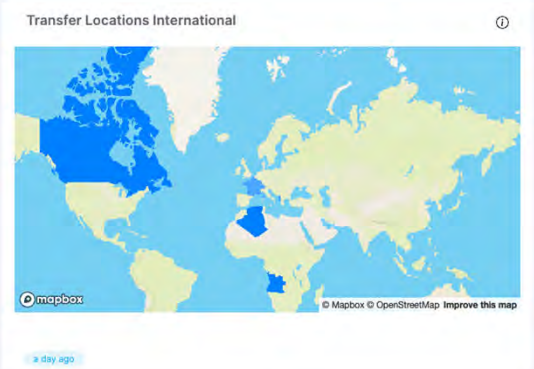 Transfer Locations International
mapbox
© Mapbox © OpenStreetMap Improve this map
a day ago